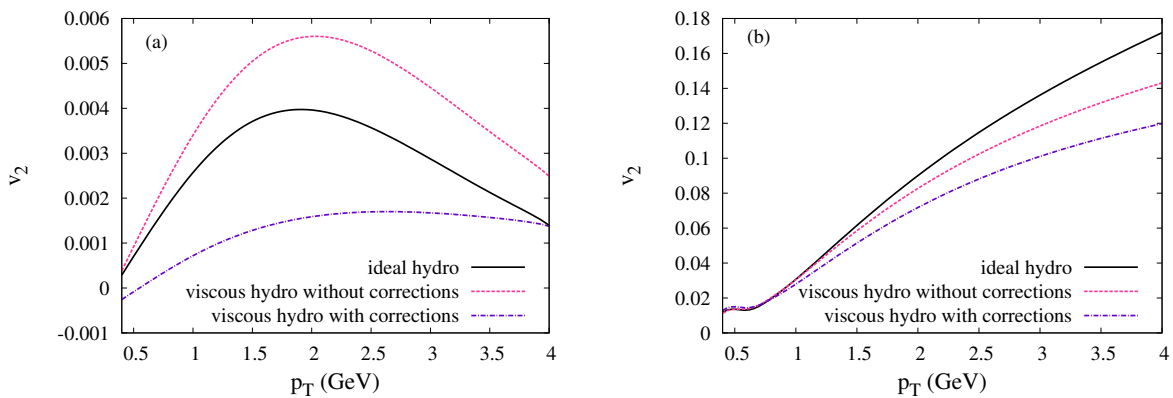 (a)
0.006
0.005
0.004
0.003
0.002
0.001
0
-0.001
v2
ideal hydro
viscous hydro without corrections
viscous hydro with corrections
0.5 1 1.5 2 2.5 3 3.5 4
pT (GeV)
(b)
0.18
0.16
0.14
0.12
0.1
0.08
0.06
0.04
0.02
0
v2
ideal hydro
viscous hydro without corrections
viscous hydro with corrections
0.5 1 1.5 2 2.5 3 3.5 4
pT (GeV)